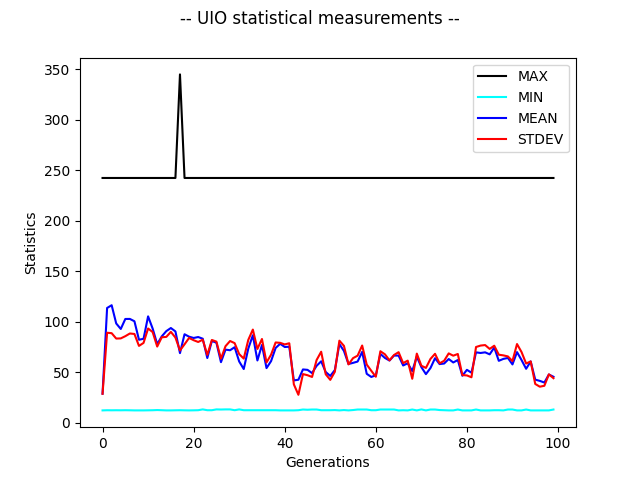 -- UIO statistical measurements --
350
300
250
200
150
100
50
0
Statistics
MAX
MIN
MEAN
STDEV
0 20 40 60 80 100
Generations